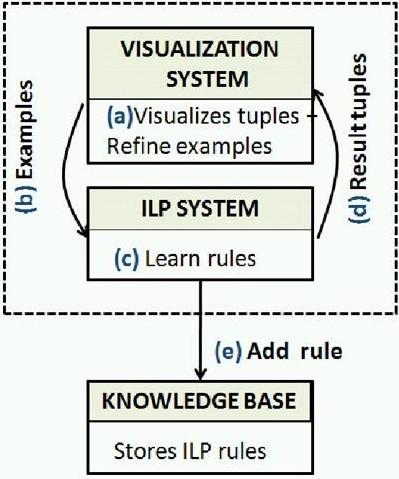 VISUALIZATION
SYSTEM
(a)Visualizes tuples +
Refine examples
(b) Examples
(d) Result tuples
ILP SYSTEM
(c) Learn rules
(e) Add rule
KNOWLEDGE BASE
Stores ILP rules